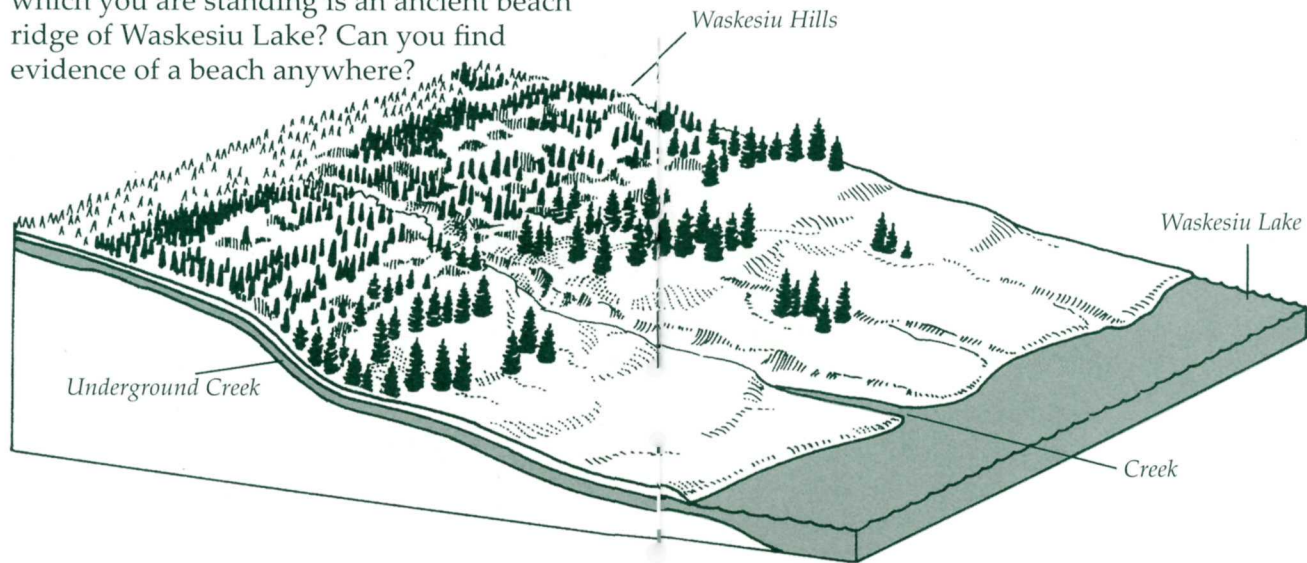 which you are standing is an ancient beach
ridge of Waskesiu Lake? Can you find
evidence of a beach anywhere?
Waskesiu Hills
Waskesiu Lake
Underground Creek
Creek